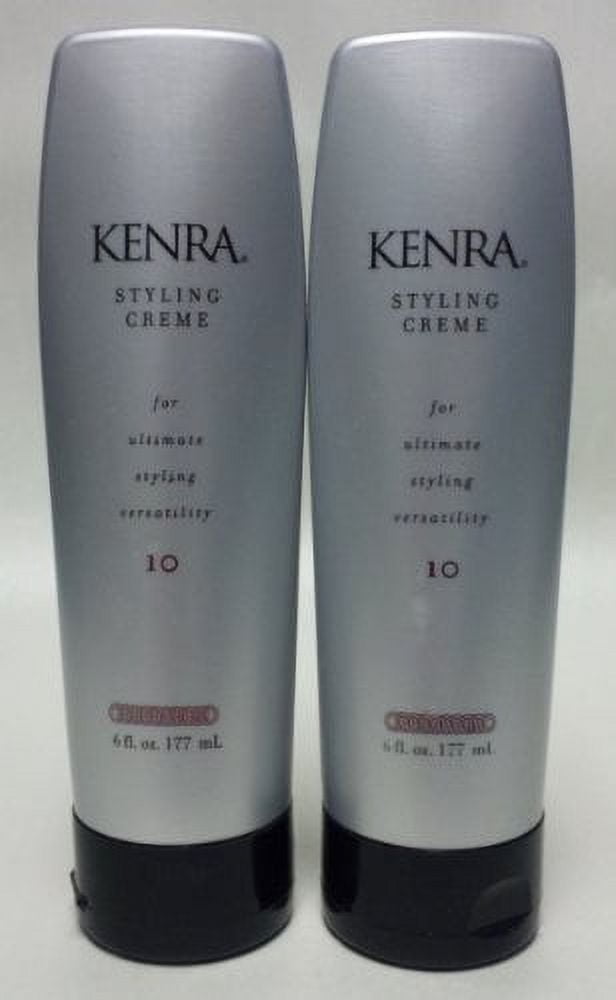 KENRA®
STYLING
CREME
for
ultimate
styling
versatility
10
6 fl. oz. 177 mL
KENRA®
STYLING
CREME
for
ultimate
styling
versatility
10
6 fl. oz. 177 mL